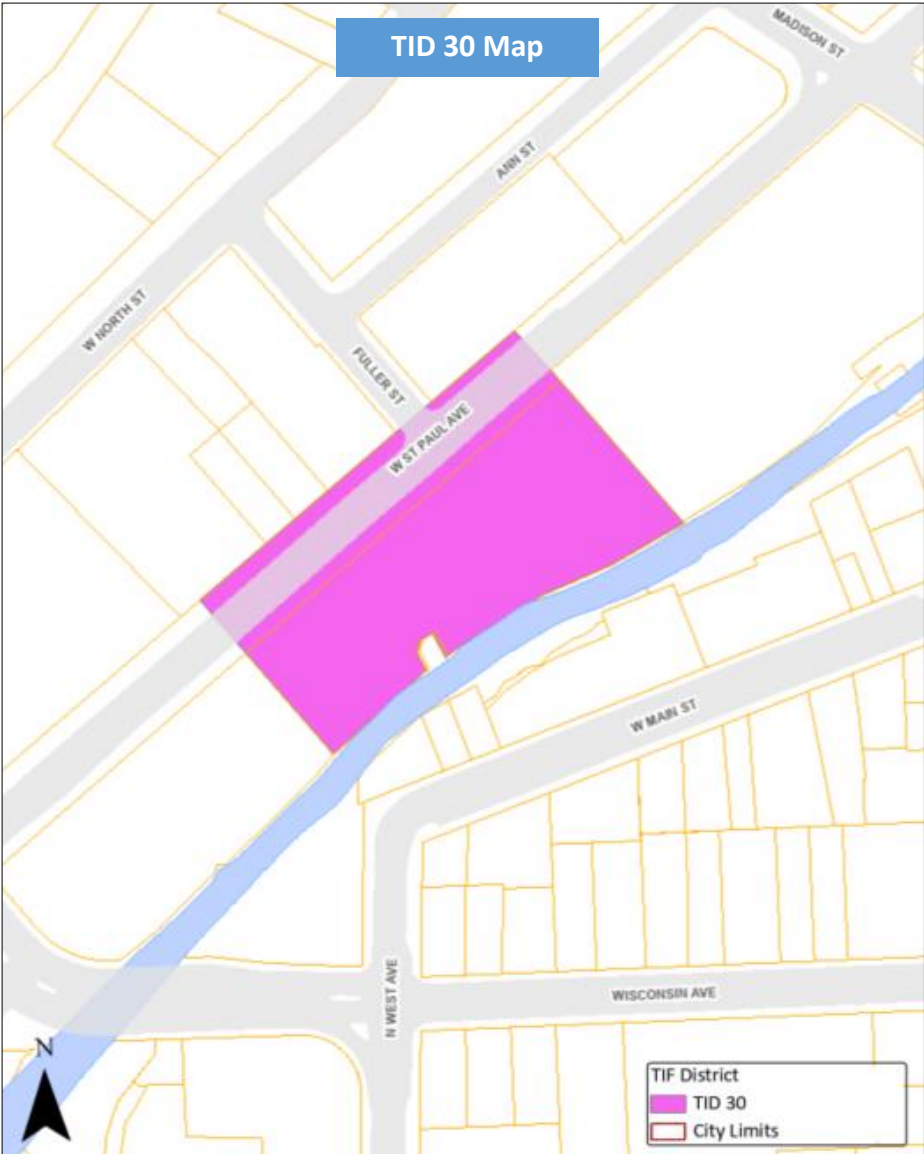 TID 30 Map
MADISON ST
ANN ST
W NORTH ST
FULLER ST
W ST PAUL AVE
W MAIN ST
N WEST AVE
WISCONSIN AVE
N
TIF District
TID 30
City Limits